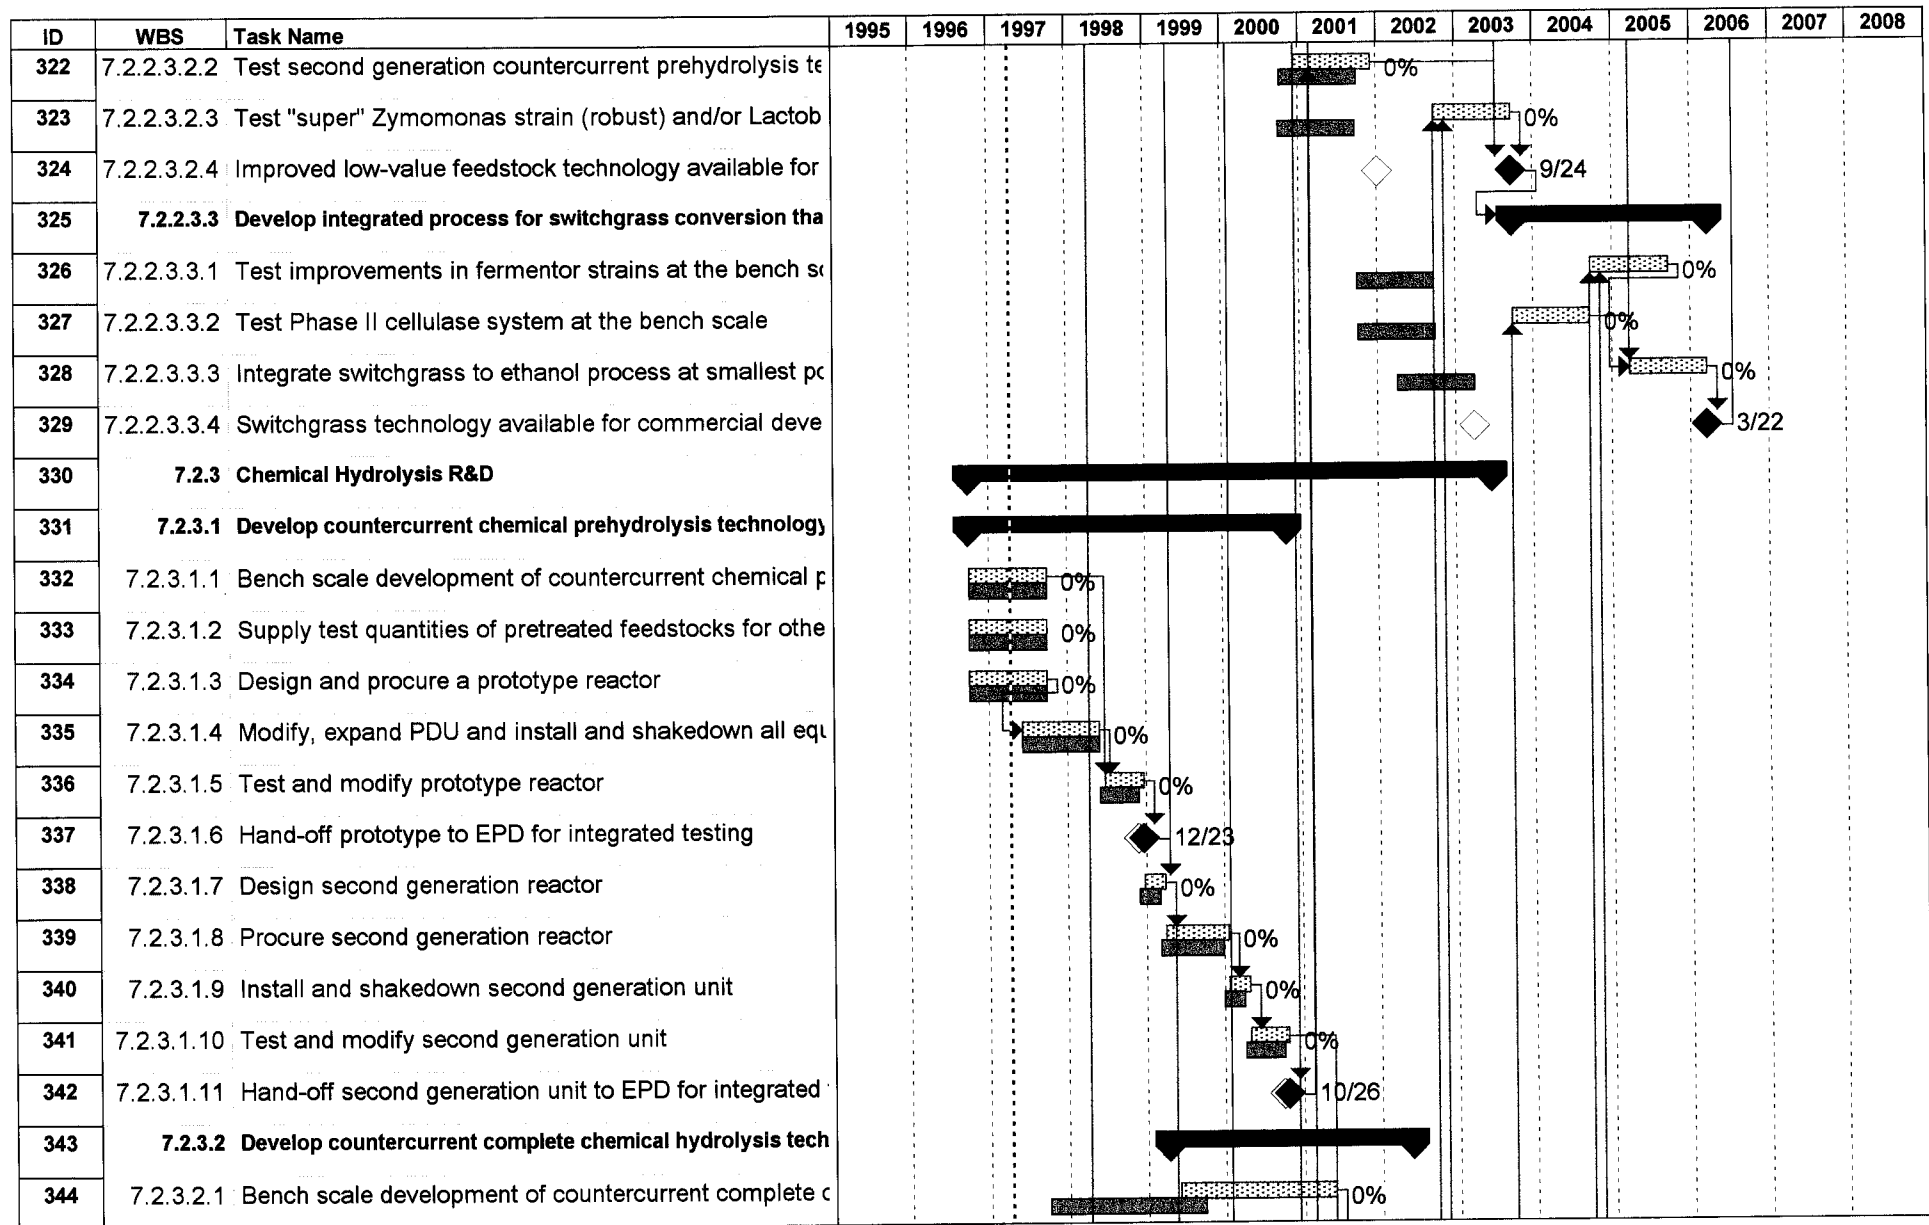 ID WBS Task Name 1995 1996 1997 1998 1999 2000 2001 2002 2003 2004 2005 2006 2007 2008
322 7.2.2.3.2.2 Test second generation countercurrent prehydrolysis te 0%
323 7.2.2.3.2.3 Test "super" Zymomonas strain (robust) and/or Lactob 0%
324 7.2.2.3.2.4 Improved low-value feedstock technology available for 9/24
325 7.2.2.3.3 Develop integrated process for switchgrass conversion tha
326 7.2.2.3.3.1 Test improvements in fermentor strains at the bench sc 0%
327 7.2.2.3.3.2 Test Phase II cellulase system at the bench scale 0%
328 7.2.2.3.3.3 Integrate switchgrass to ethanol process at smallest pc 0%
329 7.2.2.3.3.4 Switchgrass technology available for commercial deve 3/22
330 7.2.3 Chemical Hydrolysis R&D
331 7.2.3.1 Develop countercurrent chemical prehydrolysis technology
332 7.2.3.1.1 Bench scale development of countercurrent chemical p 0%
333 7.2.3.1.2 Supply test quantities of pretreated feedstocks for othe 0%
334 7.2.3.1.3 Design and procure a prototype reactor 0%
335 7.2.3.1.4 Modify, expand PDU and install and shakedown all equ 0%
336 7.2.3.1.5 Test and modify prototype reactor 0%
337 7.2.3.1.6 Hand-off prototype to EPD for integrated testing 12/23
338 7.2.3.1.7 Design second generation reactor 0%
339 7.2.3.1.8 Procure second generation reactor 0%
340 7.2.3.1.9 Install and shakedown second generation unit 0%
341 7.2.3.1.10 Test and modify second generation unit 0%
342 7.2.3.1.11 Hand-off second generation unit to EPD for integrated 10/26
343 7.2.3.2 Develop countercurrent complete chemical hydrolysis tech
344 7.2.3.2.1 Bench scale development of countercurrent complete c 0%